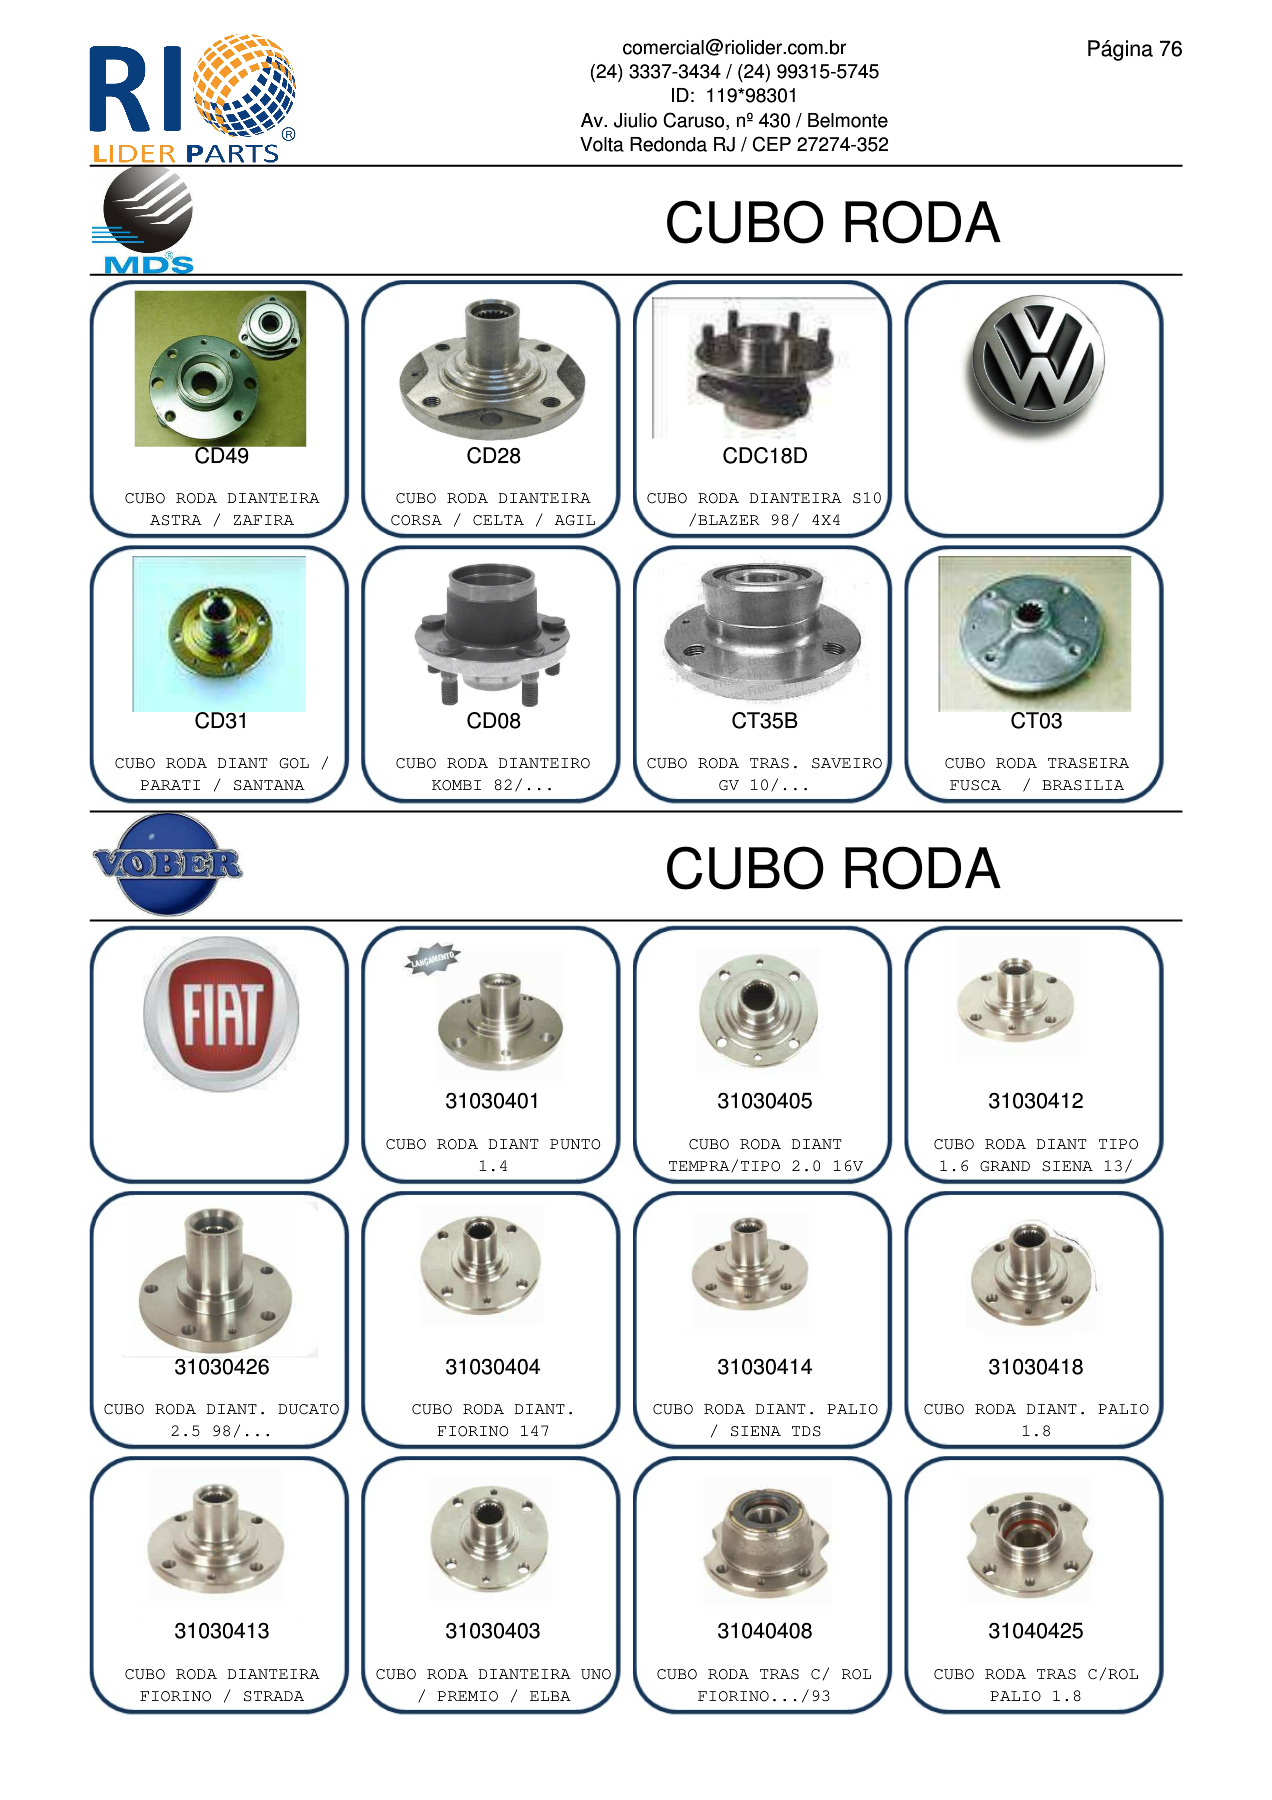 RIO
LIDER PARTS
®
comercial@riolider.com.br
(24) 3337-3434 / (24) 99315-5745
ID:  119*98301
Av. Jiulio Caruso, nº 430 / Belmonte
Volta Redonda RJ / CEP 27274-352
Página 76
MDS®
CUBO RODA
CD49
CUBO RODA DIANTEIRA
ASTRA / ZAFIRA
CD28
CUBO RODA DIANTEIRA
CORSA / CELTA / AGIL
CDC18D
CUBO RODA DIANTEIRA S10
/BLAZER 98/ 4X4
CD31
CUBO RODA DIANT GOL /
PARATI / SANTANA
CD08
CUBO RODA DIANTEIRO
KOMBI 82/...
CT35B
CUBO RODA TRAS. SAVEIRO
GV 10/...
CT03
CUBO RODA TRASEIRA
FUSCA  / BRASILIA
VOBER
CUBO RODA
FIAT
LANÇAMENTO
31030401
CUBO RODA DIANT PUNTO
1.4
31030405
CUBO RODA DIANT
TEMPRA/TIPO 2.0 16V
31030412
CUBO RODA DIANT TIPO
1.6 GRAND SIENA 13/
31030426
CUBO RODA DIANT. DUCATO
2.5 98/...
31030404
CUBO RODA DIANT.
FIORINO 147
31030414
CUBO RODA DIANT. PALIO
/ SIENA TDS
31030418
CUBO RODA DIANT. PALIO
1.8
31030413
CUBO RODA DIANTEIRA
FIORINO / STRADA
31030403
CUBO RODA DIANTEIRA UNO
/ PREMIO / ELBA
31040408
CUBO RODA TRAS C/ ROL
FIORINO.../93
31040425
CUBO RODA TRAS C/ROL
PALIO 1.8